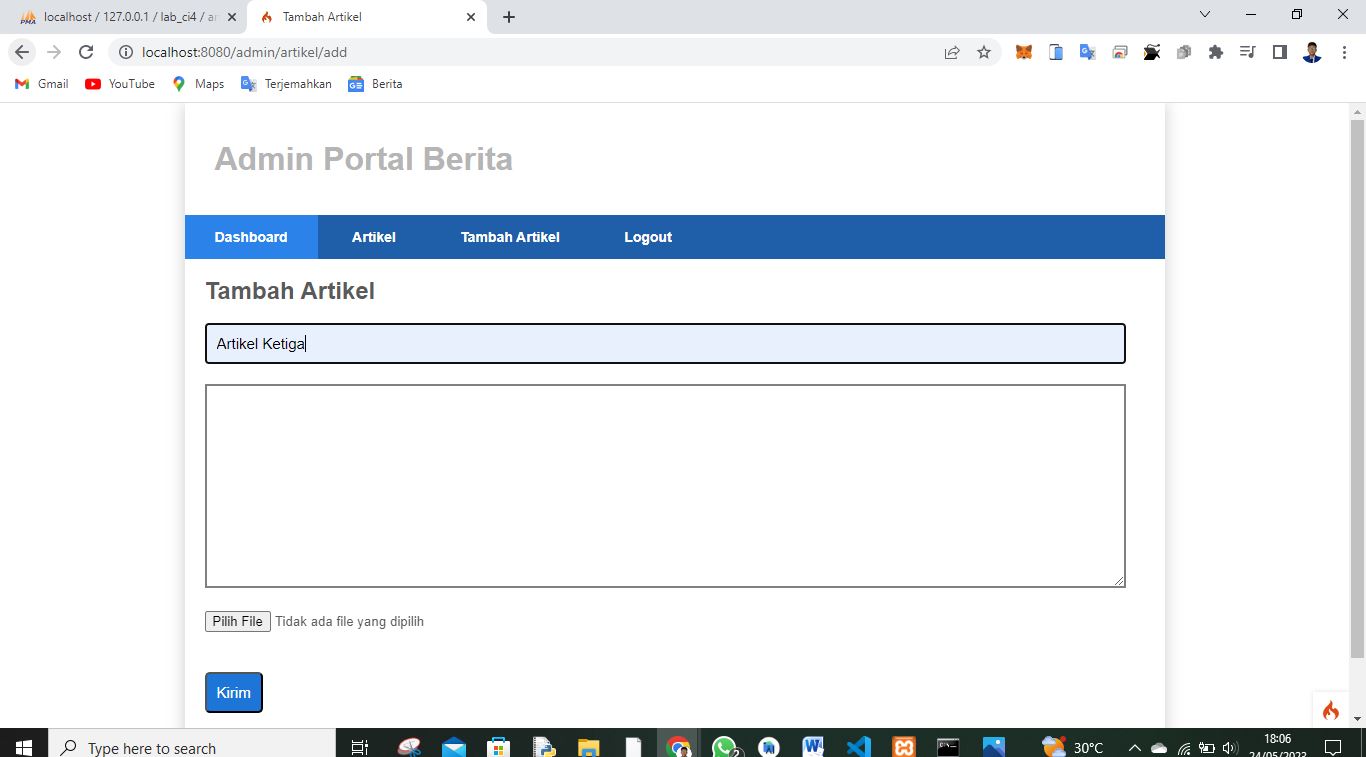 localhost / 127.0.0.1 / lab_ci4 / ar
Tambah Artikel
localhost:8080/admin/artikel/add
Gmail YouTube Maps Terjemahkan Berita
Admin Portal Berita
Dashboard Artikel Tambah Artikel Logout
Tambah Artikel
Artikel Ketiga
Pilih File Tidak ada file yang dipilih
Kirim
Type here to search
30°C
18:06
24/05/2023